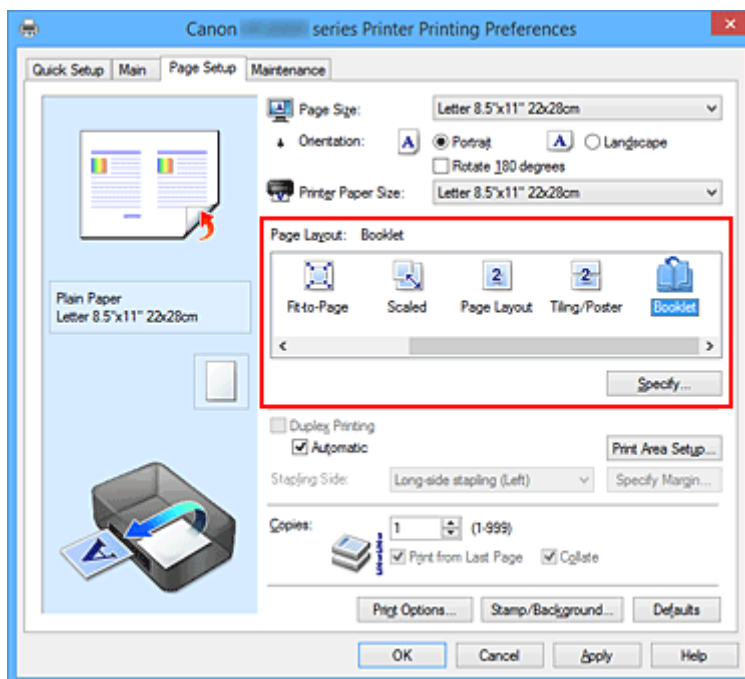 Canon series Printer Printing Preferences
Quick Setup Main Page Setup Maintenance
Page Size: Letter 8.5"x11" 22x28cm
Orientation: A Portrait A Landscape
Rotate 180 degrees
Printer Paper Size: Letter 8.5"x11" 22x28cm
Page Layout: Booklet
2 2
Fit-to-Page Scaled Page Layout Tiling/Poster Booklet
Plain Paper
Letter 8.5"x11" 22x28cm
Specify...
Duplex Printing
Automatic Print Area Setup...
Stapling Side: Long-side stapling (Left) Specify Margin...
Copies: 1 (1-999)
Print from Last Page Collate
A
Print Options... Stamp/Background... Defaults
OK Cancel Apply Help